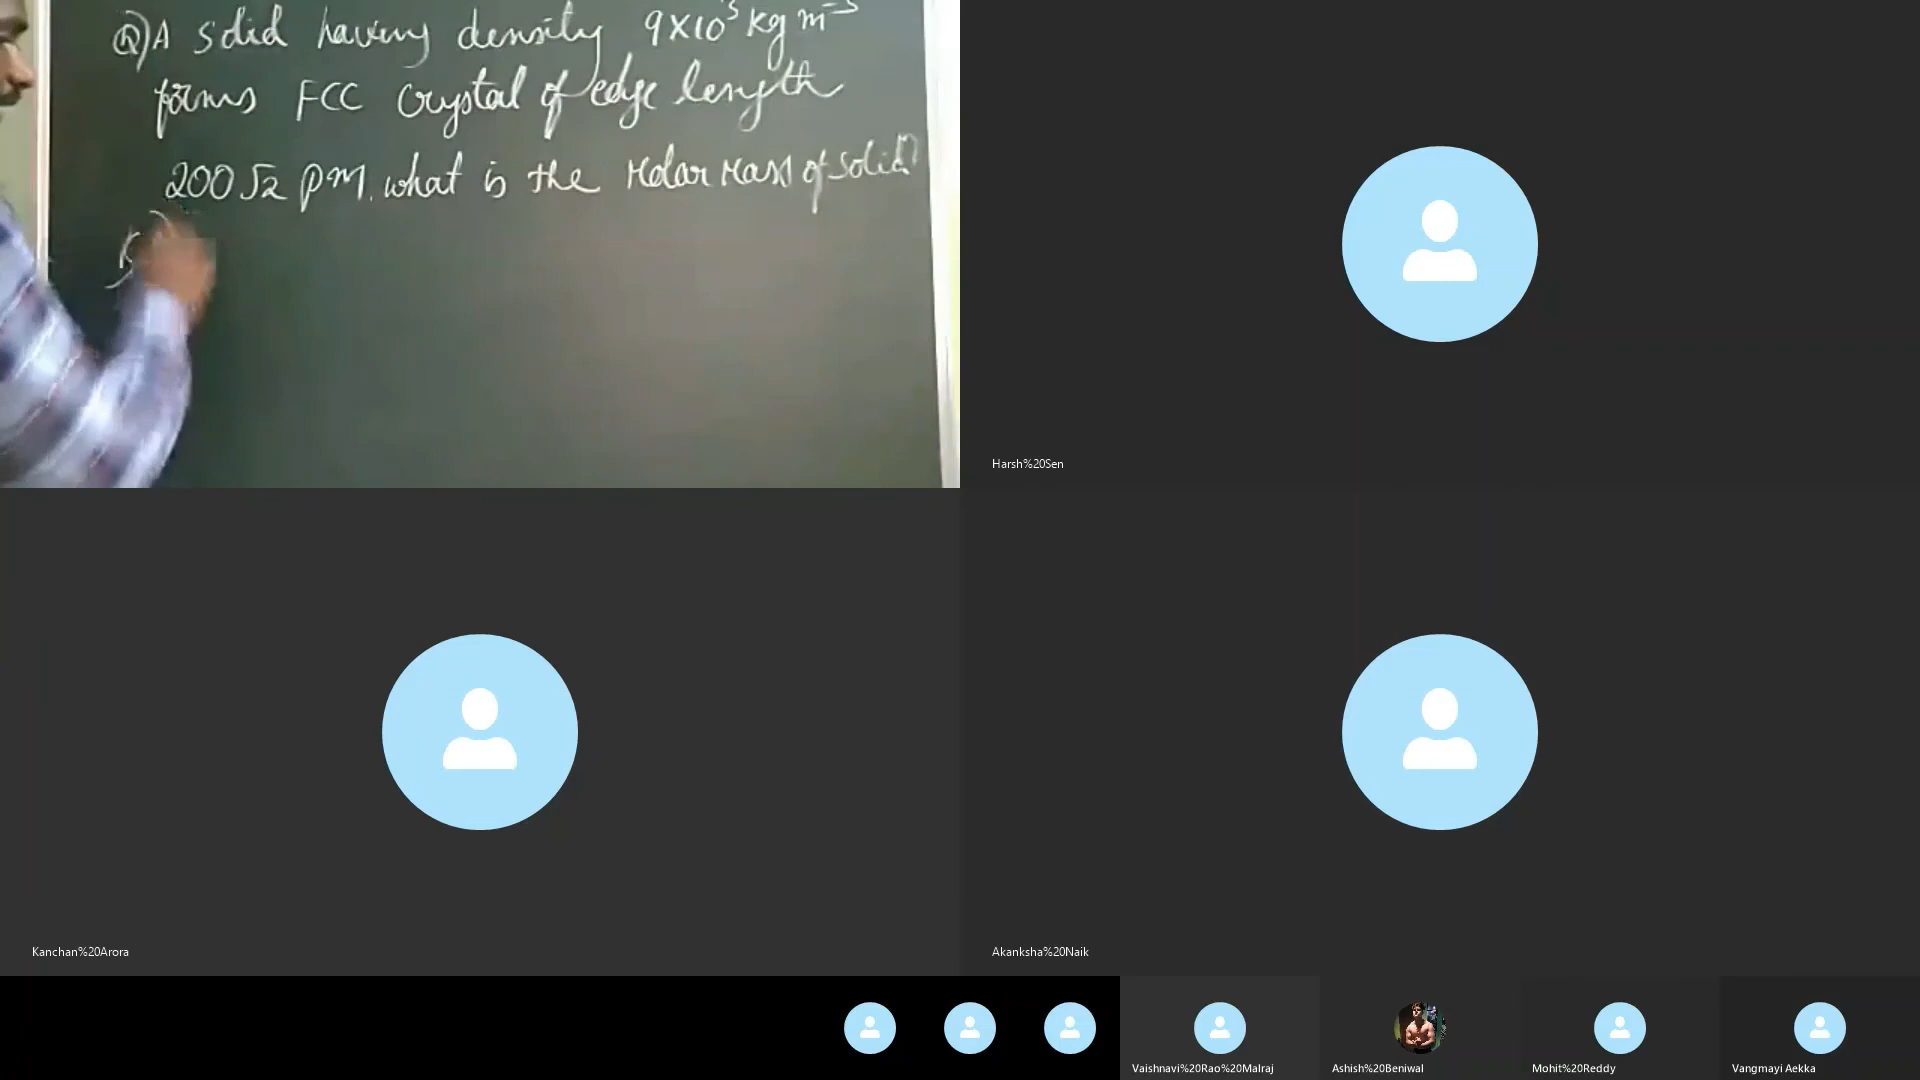 Q) A solid having density 9×10³ kg m⁻³
forms FCC crystal of edge length
200√2 pm. what is the Molar Mass of solid
Harsh%20Sen
Kanchan%20Arora
Akanksha%20Naik
Vaishnavi%20Rao%20Malraj
Ashish%20Beniwal
Mohit%20Reddy
Vangmayi Aekka